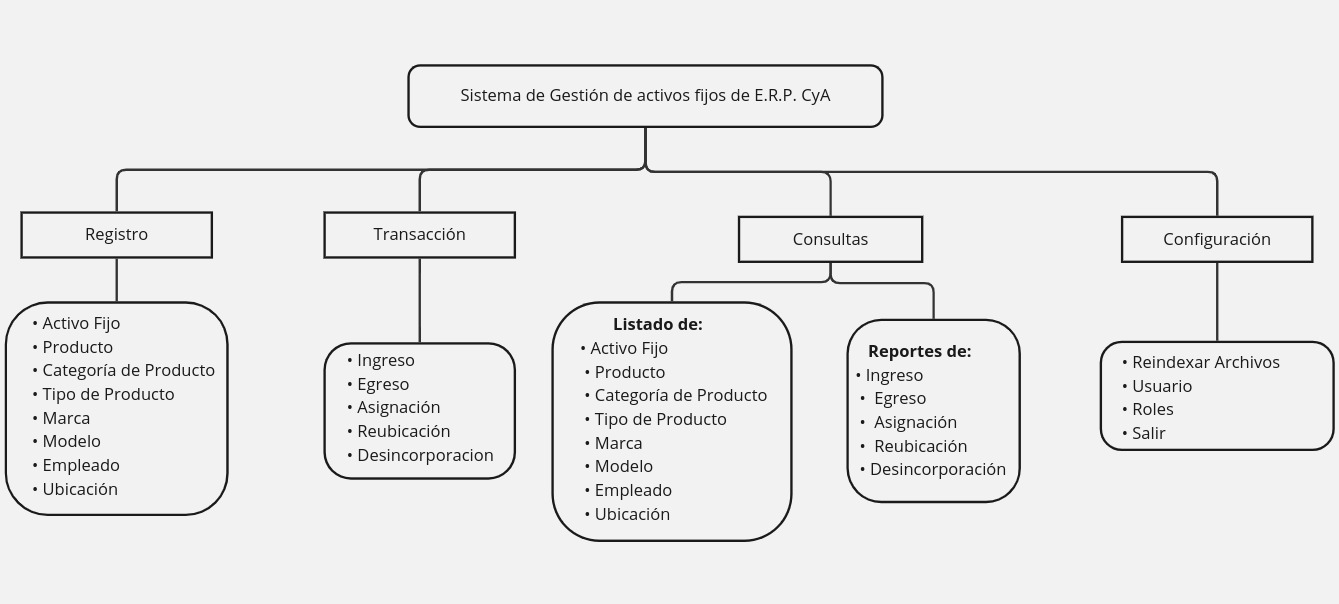 Sistema de Gestión de activos fijos de E.R.P. CyA
Registro
Transacción
Consultas
Configuración
• Activo Fijo
• Producto
• Categoría de Producto
• Tipo de Producto
• Marca
• Modelo
• Empleado
• Ubicación
• Ingreso
• Egreso
• Asignación
• Reubicación
• Desincorporacion
Listado de:
• Activo Fijo
• Producto
• Categoría de Producto
• Tipo de Producto
• Marca
• Modelo
• Empleado
• Ubicación
Reportes de:
• Ingreso
• Egreso
• Asignación
• Reubicación
• Desincorporación
• Reindexar Archivos
• Usuario
• Roles
• Salir